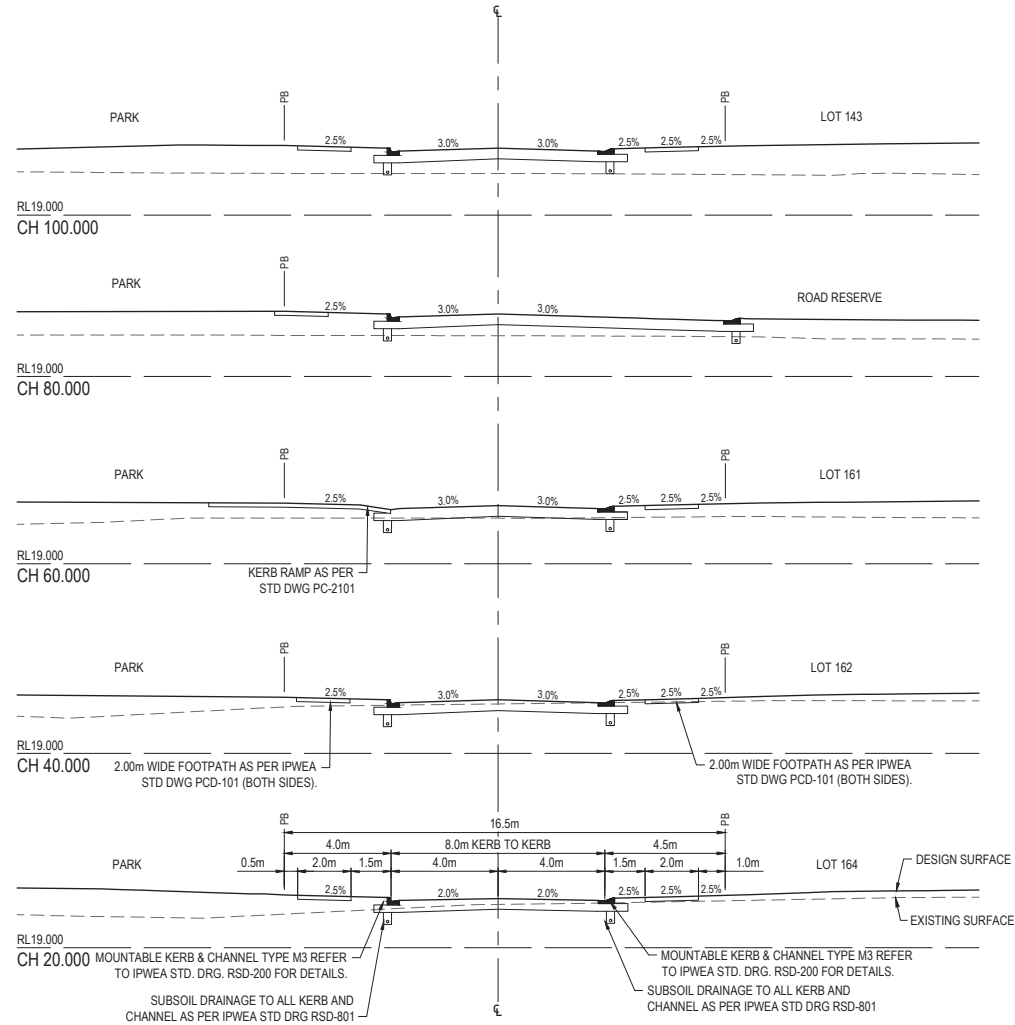 ℄
PARK
PB
PB
LOT 143
2.5%
3.0%
3.0%
2.5%
2.5%
2.5%
RL19.000
CH 100.000
PARK
PB
ROAD RESERVE
2.5%
3.0%
3.0%
RL19.000
CH 80.000
PARK
PB
PB
LOT 161
2.5%
3.0%
3.0%
2.5%
2.5%
2.5%
RL19.000
CH 60.000
KERB RAMP AS PER
STD DWG PC-2101
PARK
PB
PB
LOT 162
2.5%
3.0%
3.0%
2.5%
2.5%
2.5%
RL19.000
CH 40.000
2.00m WIDE FOOTPATH AS PER IPWEA
STD DWG PCD-101 (BOTH SIDES).
2.00m WIDE FOOTPATH AS PER IPWEA
STD DWG PCD-101 (BOTH SIDES).
PB
PB
16.5m
4.0m
8.0m KERB TO KERB
4.5m
PARK
0.5m
2.0m
1.5m
4.0m
4.0m
1.5m
2.0m
1.0m
LOT 164
DESIGN SURFACE
2.5%
2.0%
2.0%
2.5%
2.5%
2.5%
EXISTING SURFACE
RL19.000
CH 20.000
MOUNTABLE KERB & CHANNEL TYPE M3 REFER
TO IPWEA STD. DRG. RSD-200 FOR DETAILS.
MOUNTABLE KERB & CHANNEL TYPE M3 REFER
TO IPWEA STD. DRG. RSD-200 FOR DETAILS.
SUBSOIL DRAINAGE TO ALL KERB AND
CHANNEL AS PER IPWEA STD DRG RSD-801
SUBSOIL DRAINAGE TO ALL KERB AND
CHANNEL AS PER IPWEA STD DRG RSD-801
℄